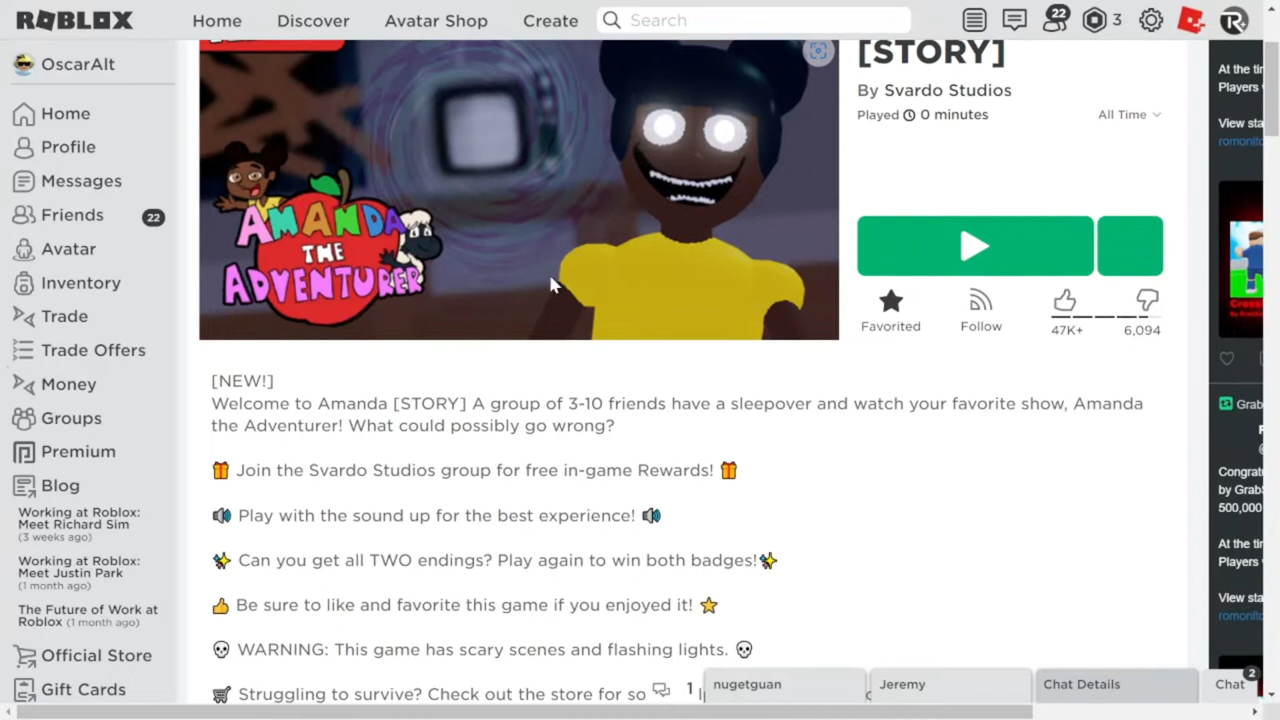 ROBLOX Home Discover Avatar Shop Create Search 22 3
OscarAlt
Home
Profile
Messages
Friends 22
Avatar
Inventory
Trade
Trade Offers
Money
Groups
Premium
Blog
Working at Roblox:
Meet Richard Sim
(3 weeks ago)
Working at Roblox:
Meet Justin Park
(1 month ago)
The Future of Work at
Roblox (1 month ago)
Official Store
Gift Cards
AMANDA
THE
ADVENTURER
[STORY]
By Svardo Studios
Played 0 minutes All Time
Favorited Follow 47K+ 6,094
[NEW!]
Welcome to Amanda [STORY] A group of 3-10 friends have a sleepover and watch your favorite show, Amanda
the Adventurer! What could possibly go wrong?
🎁 Join the Svardo Studios group for free in-game Rewards! 🎁
🔊 Play with the sound up for the best experience! 🔊
✨ Can you get all TWO endings? Play again to win both badges!✨
👍 Be sure to like and favorite this game if you enjoyed it! ⭐
💀 WARNING: This game has scary scenes and flashing lights. 💀
🛒 Struggling to survive? Check out the store for so
1 nugetguan Jeremy Chat Details Chat 2
At the
Players
View
romonito
Grab
by
500,000
At the
Players
View
romonito